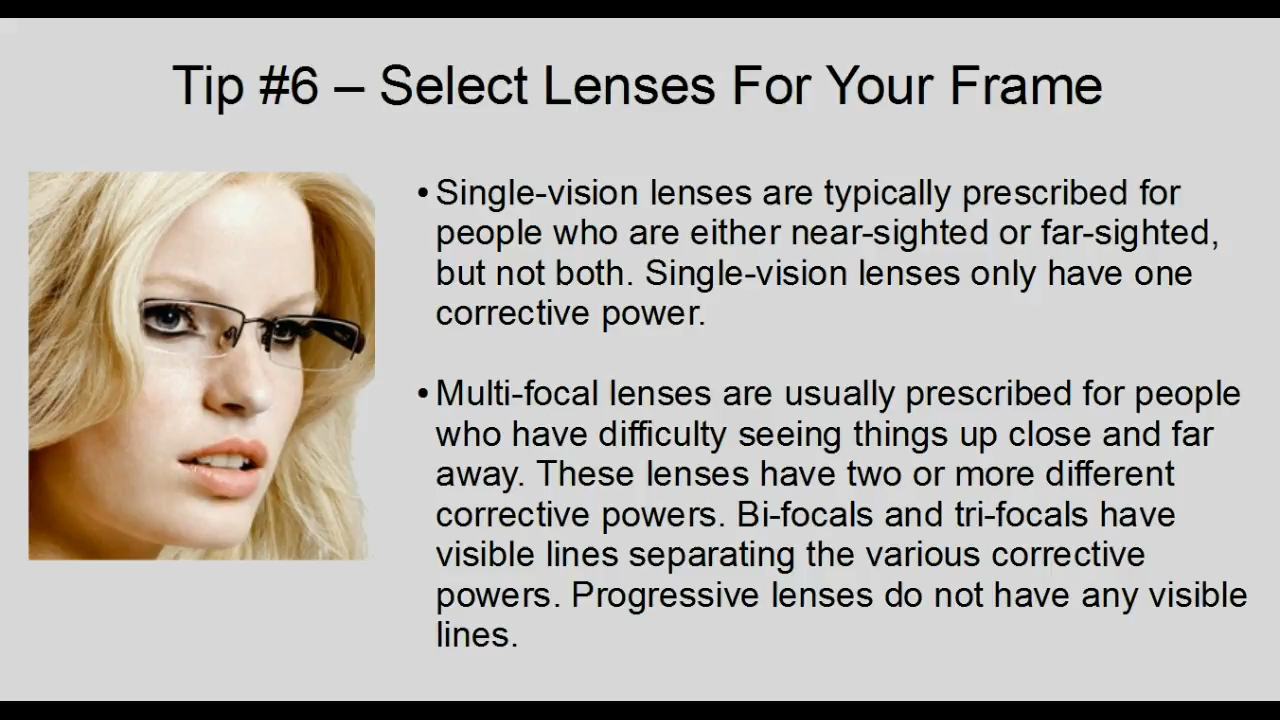 Tip #6 – Select Lenses For Your Frame
• Single-vision lenses are typically prescribed for
people who are either near-sighted or far-sighted,
but not both. Single-vision lenses only have one
corrective power.
• Multi-focal lenses are usually prescribed for people
who have difficulty seeing things up close and far
away. These lenses have two or more different
corrective powers. Bi-focals and tri-focals have
visible lines separating the various corrective
powers. Progressive lenses do not have any visible
lines.